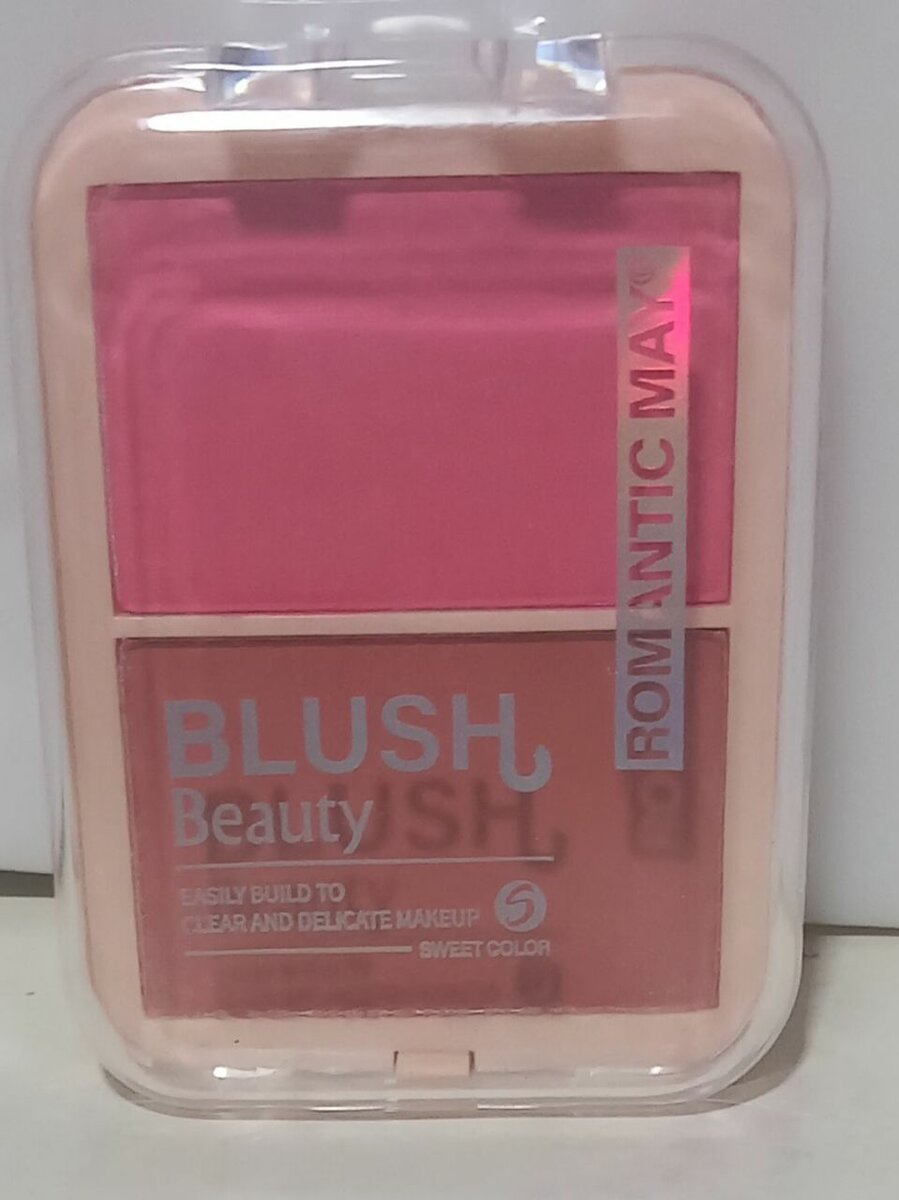 ROMANTIC MAY®
BLUSH
Beauty
EASILY BUILD TO
CLEAR AND DELICATE MAKEUP
SWEET COLOR